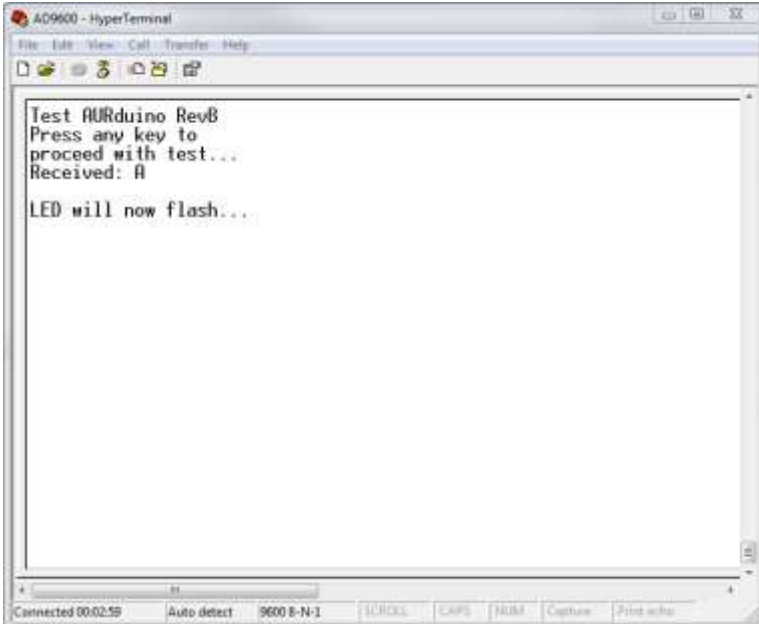 AD9600 - HyperTerminal
File Edit View Call Transfer Help
Test AURduino RevB
Press any key to
proceed with test...
Received: A
LED will now flash...
Connected 00:02:59 Auto detect 9600 8-N-1 SCROLL CAPS NUM Capture Print echo